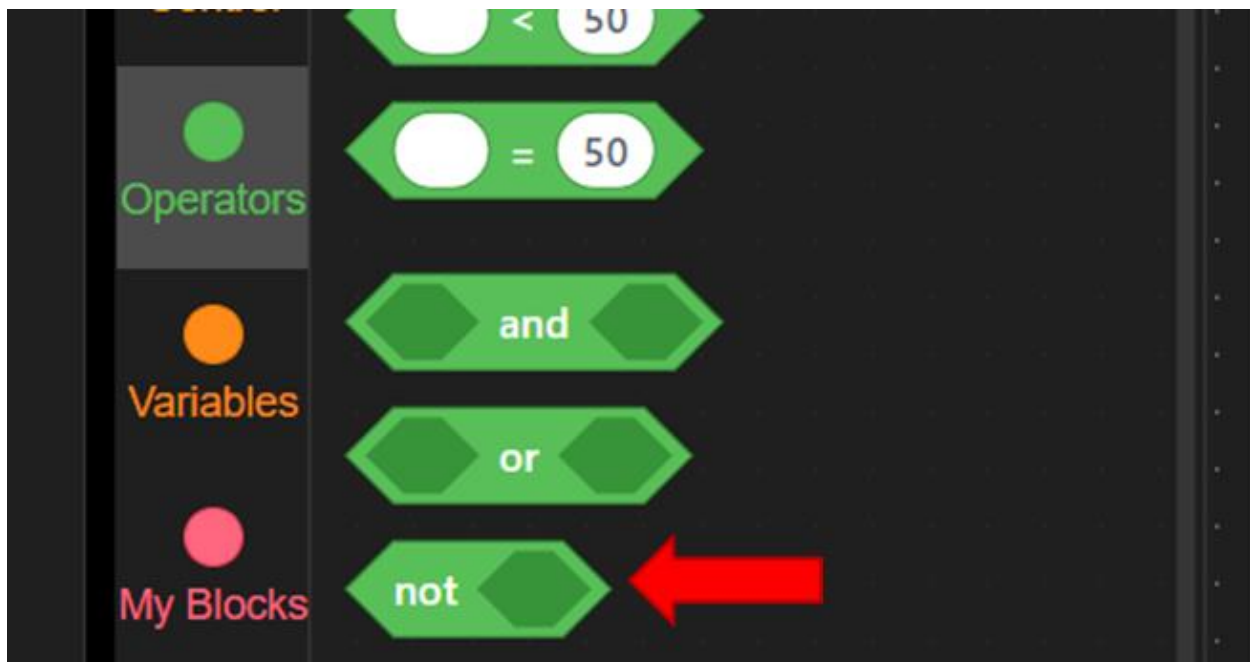 < 50
Operators
= 50
and
Variables
or
My Blocks
not